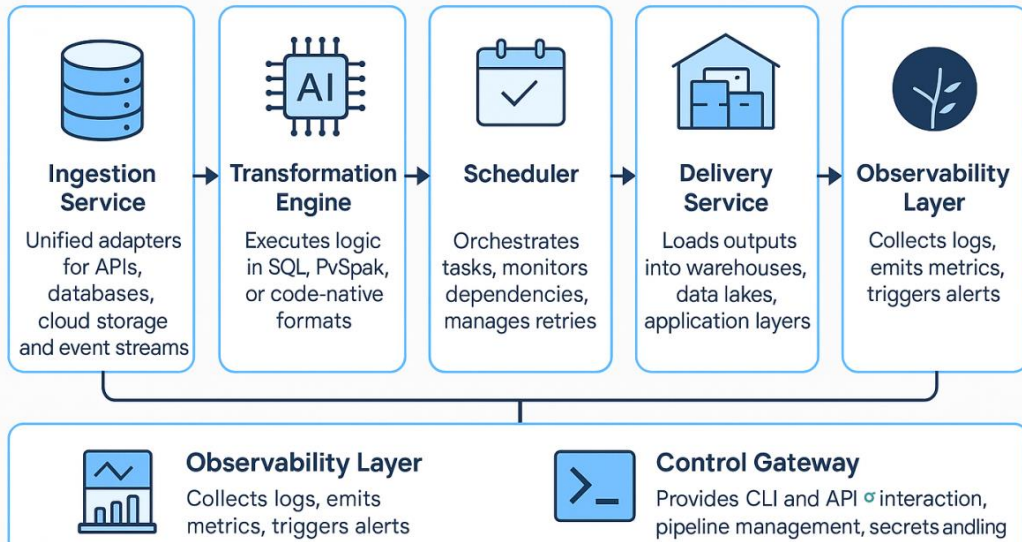 AI
Ingestion
Service
Unified adapters
for APIs,
databases,
cloud storage
and event streams
Transformation
Engine
Executes logic
in SQL, PvSpak,
or code-native
formats
Scheduler
Orchestrates
tasks, monitors
dependencies,
manages retries
Delivery
Service
Loads outputs
into warehouses,
data lakes,
application layers
Observability
Layer
Collects logs,
emits metrics,
triggers alerts
Observability Layer
Collects logs, emits
metrics, triggers alerts
>_
Control Gateway
Provides CLI and API interaction,
pipeline management, secrets andling